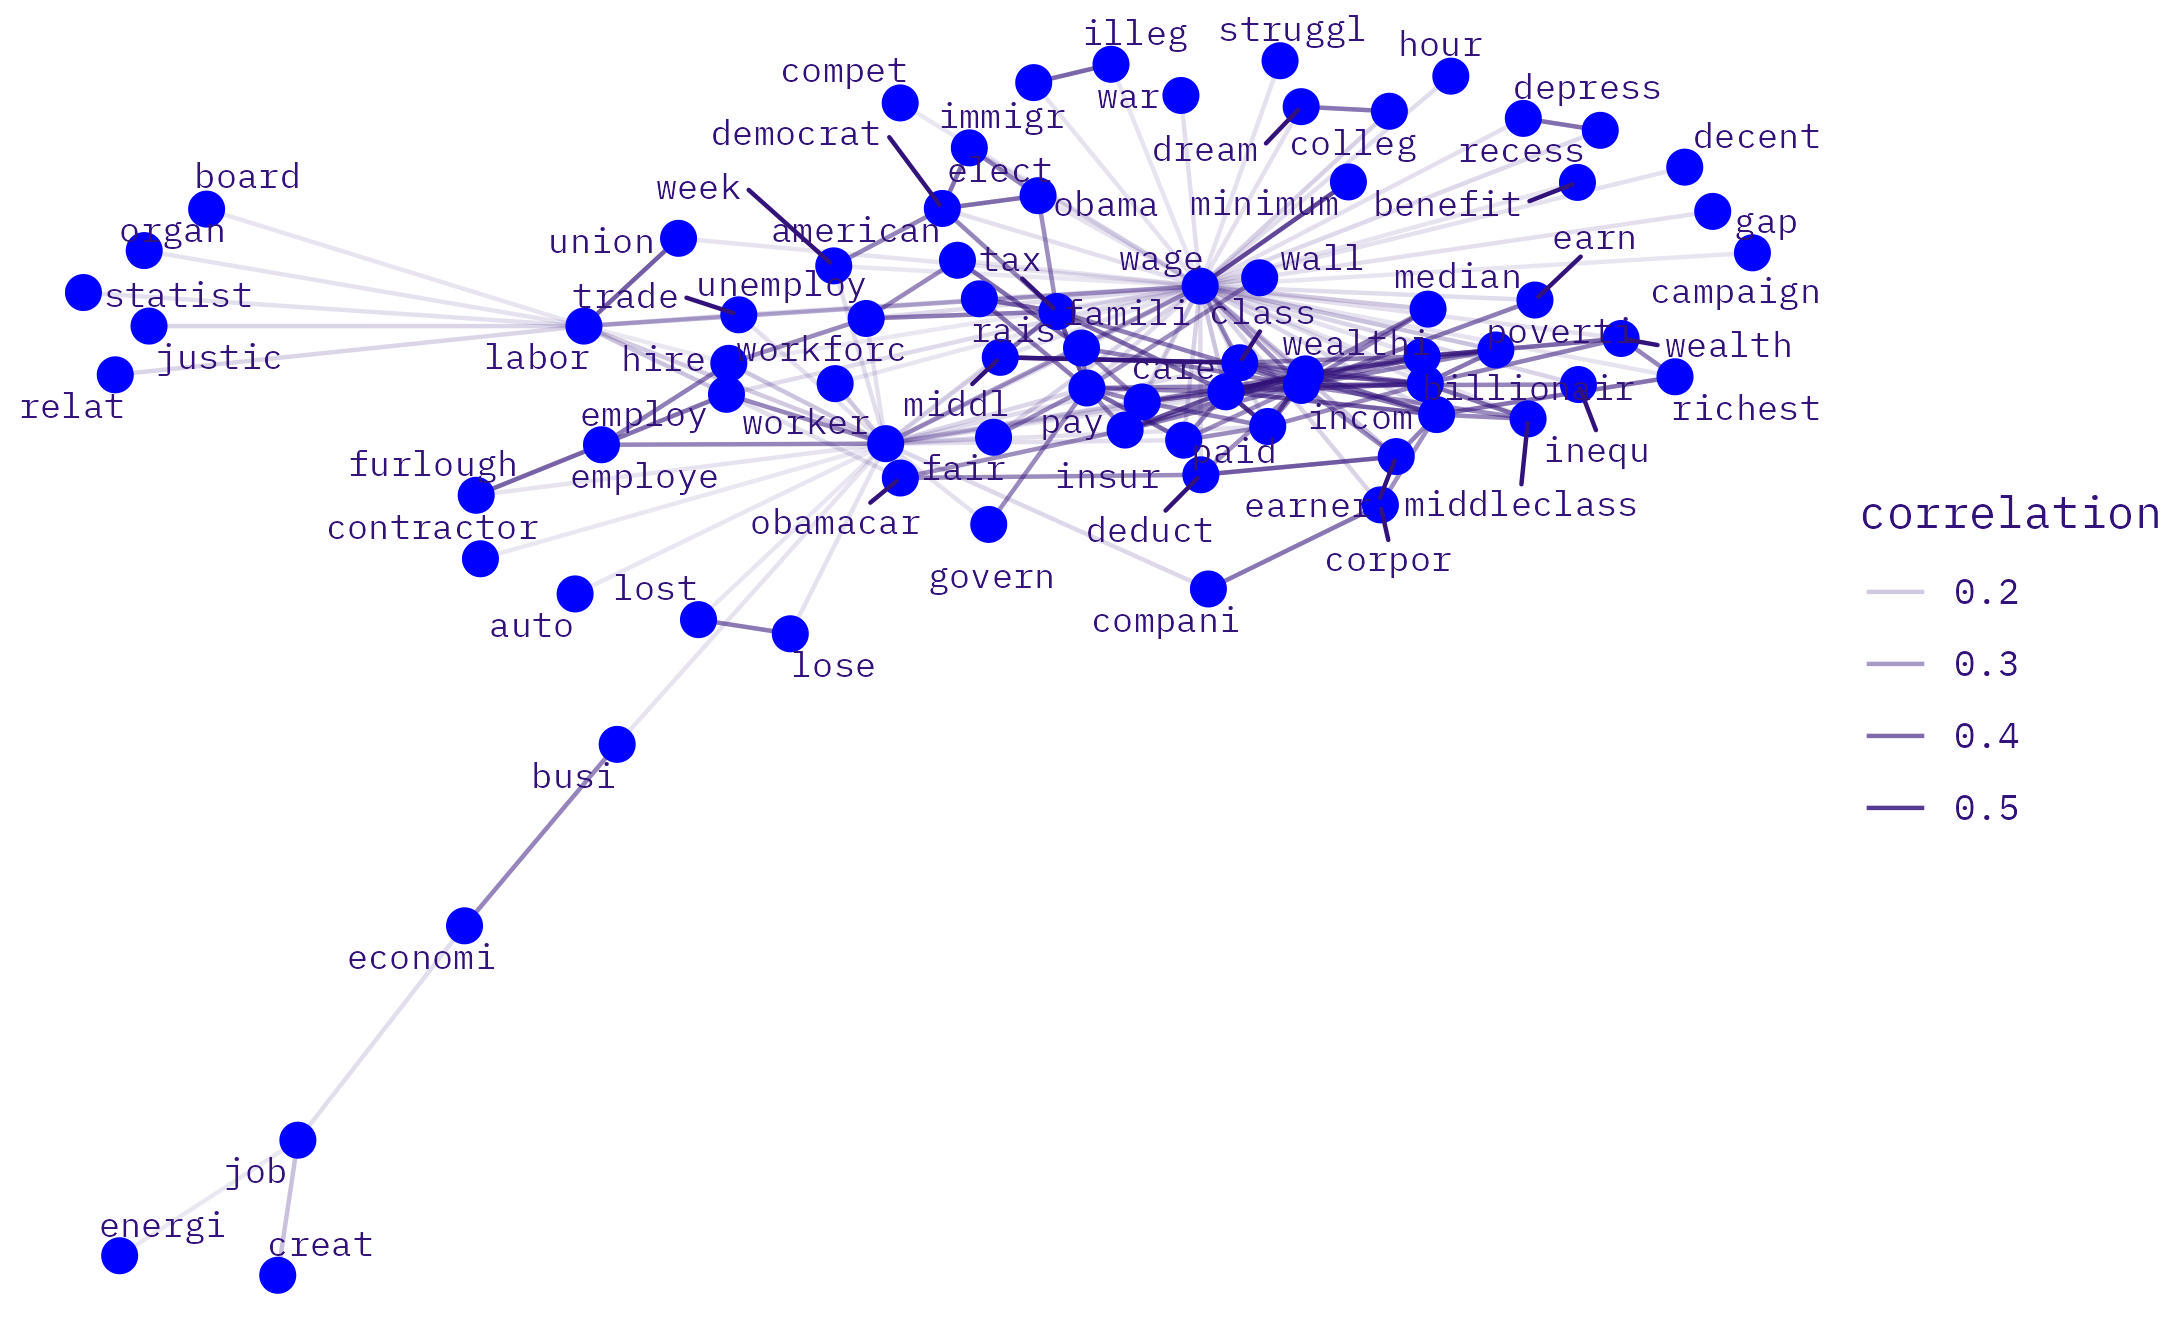 struggl
illeg
hour
compet
depress
war
immigr
democrat
decent
colleg
dream
recess
elect
board
week
obama
minimum
benefit
gap
organ
american
union
earn
wage
wall
tax
median
unemploy
campaign
statist
trade
famili
class
rais
poverti
wealthi
wealth
workforc
justic
labor
hire
care
billionair
relat
middl
richest
employ
worker
pay
incom
paid
inequ
furlough
fair
employe
insur
earner
middleclass
correlation
obamacar
contractor
deduct
corpor
govern
lost
0.2
auto
compani
lose
0.3
0.4
busi
0.5
economi
job
energi
creat